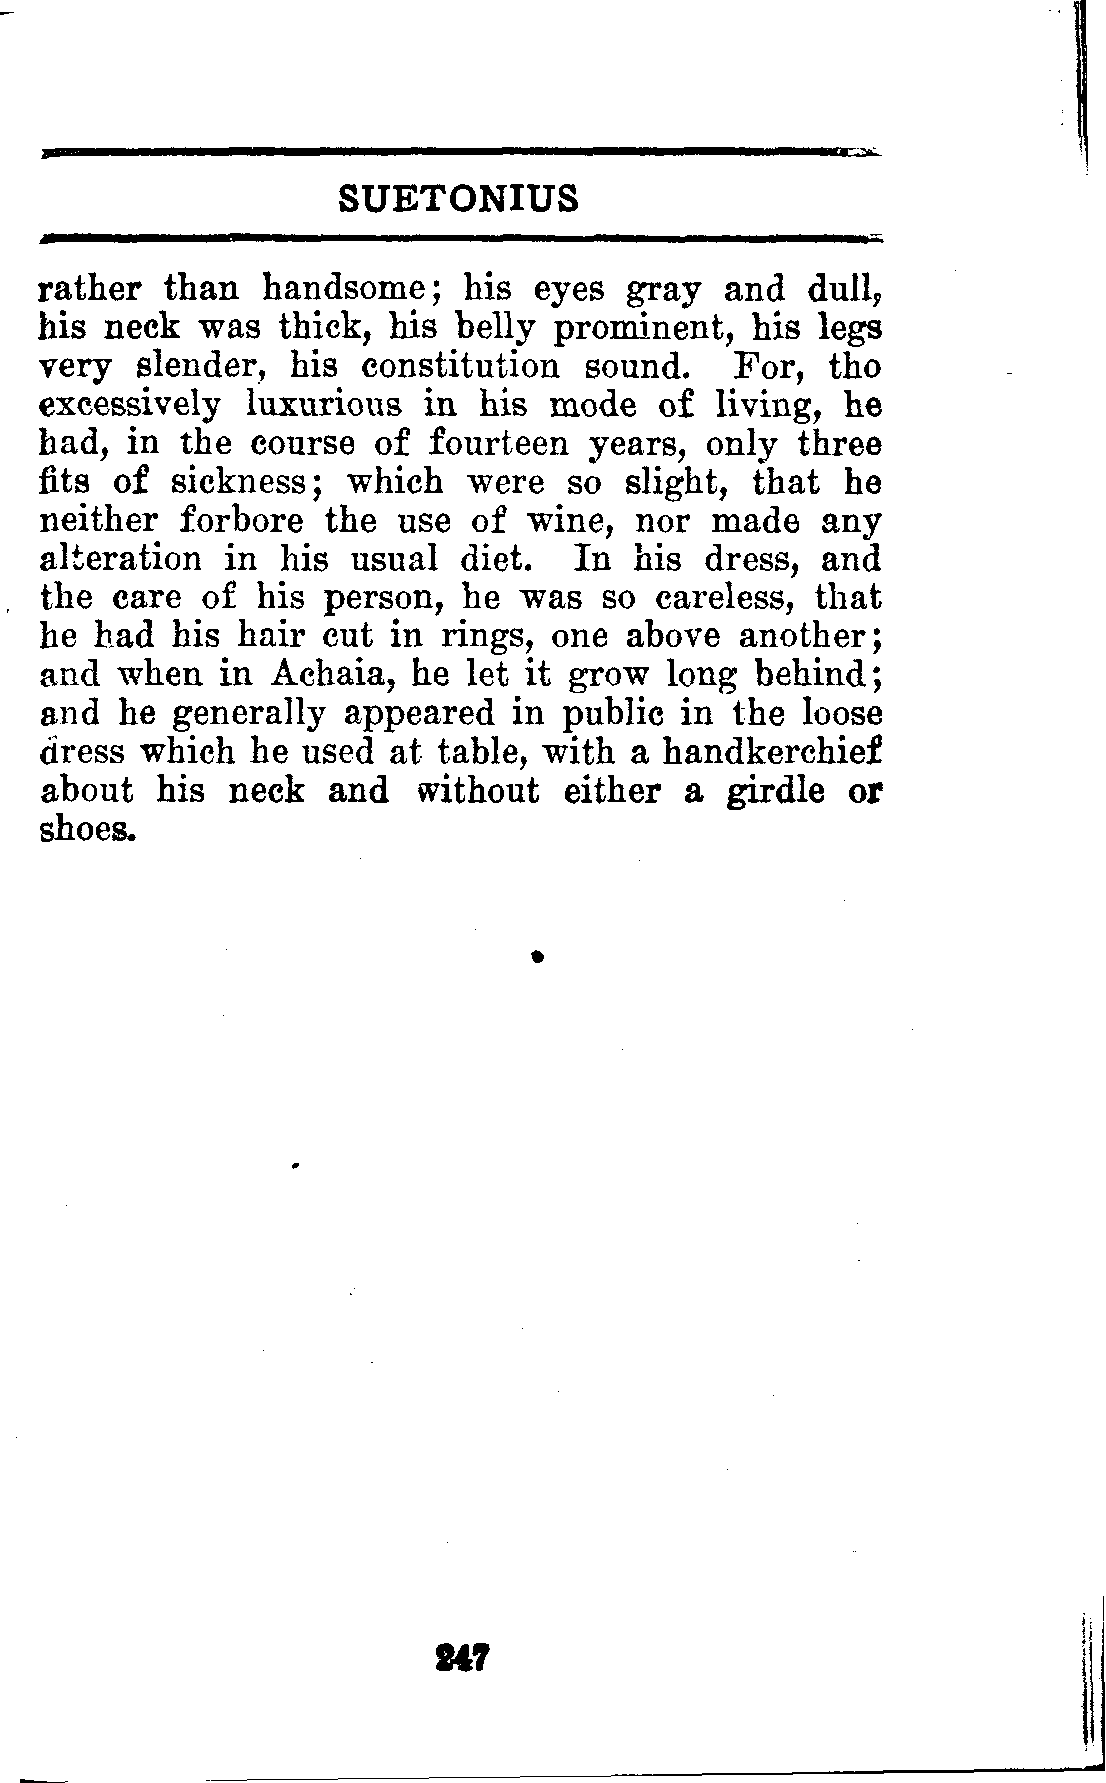 SUETONIUS
rather than handsome; his eyes gray and dull,
his neck was thick, his belly prominent, his legs
very slender, his constitution sound. For, tho
excessively luxurious in his mode of living, he
had, in the course of fourteen years, only three
fits of sickness; which were so slight, that he
neither forbore the use of wine, nor made any
alteration in his usual diet. In his dress, and
the care of his person, he was so careless, that
he had his hair cut in rings, one above another;
and when in Achaia, he let it grow long behind;
and he generally appeared in public in the loose
dress which he used at table, with a handkerchief
about his neck and without either a girdle or
shoes.
247